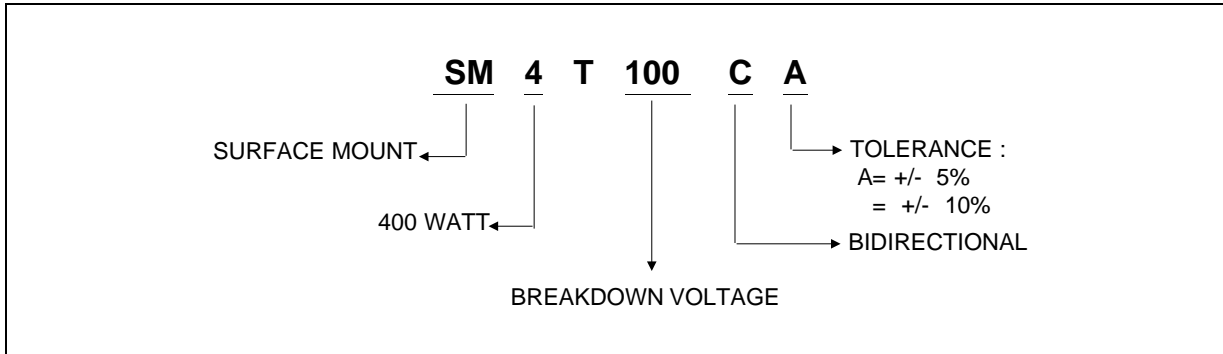 SM 4 T 100 C A
SURFACE MOUNT
TOLERANCE :
A= +/- 5%
= +/- 10%
400 WATT
BIDIRECTIONAL
BREAKDOWN VOLTAGE